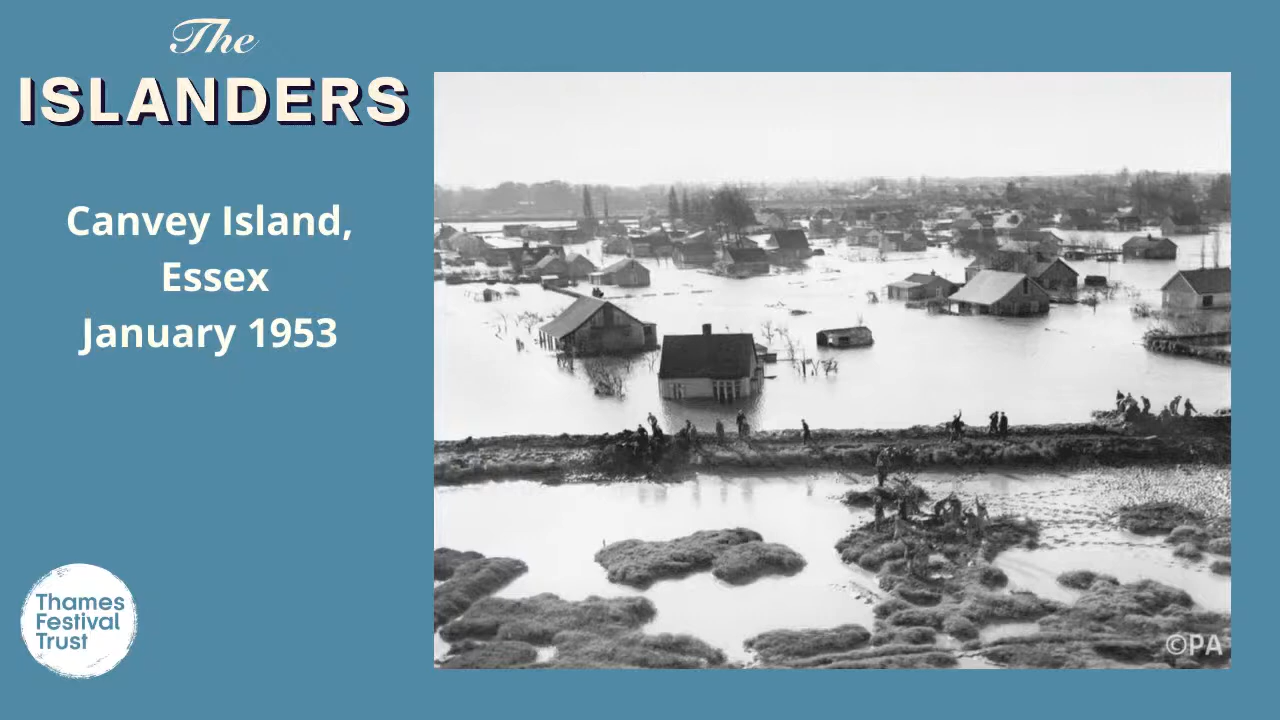 The
ISLANDERS
Canvey Island,
Essex
January 1953
Thames
Festival
Trust
©PA